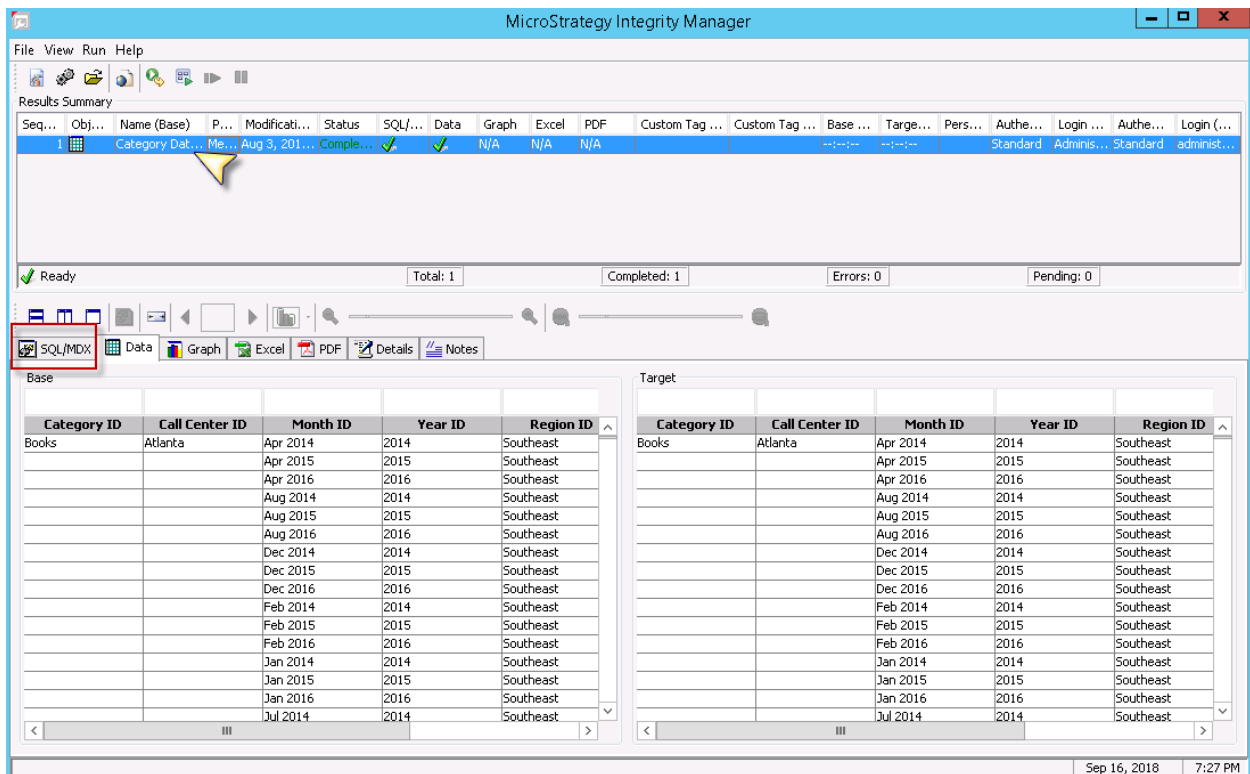 MicroStrategy Integrity Manager
File View Run Help
Results Summary
Seq... Obj... Name (Base) P... Modificati... Status SQL/... Data Graph Excel PDF Custom Tag ... Custom Tag ... Base ... Targe... Pers... Authe... Login ... Authe... Login (...
1 Category Dat... Me... Aug 3, 201... Comple... N/A N/A N/A --:--:-- --:--:-- Standard Adminis... Standard administ...
Ready Total: 1 Completed: 1 Errors: 0 Pending: 0
SQL/MDX Data Graph Excel PDF Details Notes
Base Target
Category ID Call Center ID Month ID Year ID Region ID Category ID Call Center ID Month ID Year ID Region ID
Books Atlanta Apr 2014 2014 Southeast Books Atlanta Apr 2014 2014 Southeast
Apr 2015 2015 Southeast Apr 2015 2015 Southeast
Apr 2016 2016 Southeast Apr 2016 2016 Southeast
Aug 2014 2014 Southeast Aug 2014 2014 Southeast
Aug 2015 2015 Southeast Aug 2015 2015 Southeast
Aug 2016 2016 Southeast Aug 2016 2016 Southeast
Dec 2014 2014 Southeast Dec 2014 2014 Southeast
Dec 2015 2015 Southeast Dec 2015 2015 Southeast
Dec 2016 2016 Southeast Dec 2016 2016 Southeast
Feb 2014 2014 Southeast Feb 2014 2014 Southeast
Feb 2015 2015 Southeast Feb 2015 2015 Southeast
Feb 2016 2016 Southeast Feb 2016 2016 Southeast
Jan 2014 2014 Southeast Jan 2014 2014 Southeast
Jan 2015 2015 Southeast Jan 2015 2015 Southeast
Jan 2016 2016 Southeast Jan 2016 2016 Southeast
Jul 2014 2014 Southeast Jul 2014 2014 Southeast
Sep 16, 2018 7:27 PM